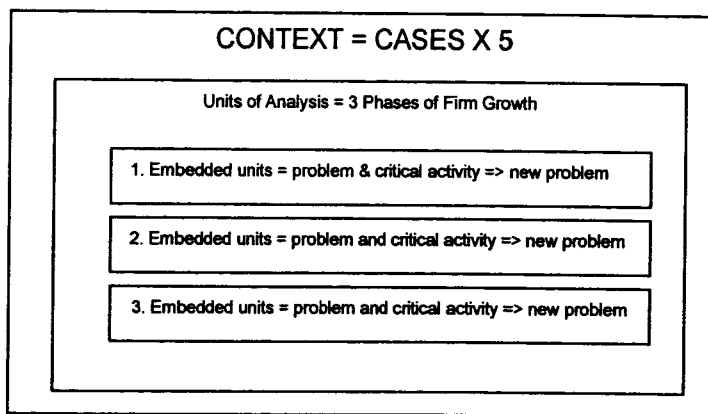 CONTEXT = CASES X 5
Units of Analysis = 3 Phases of Firm Growth
1. Embedded units = problem & critical activity => new problem
2. Embedded units = problem and critical activity => new problem
3. Embedded units = problem and critical activity => new problem